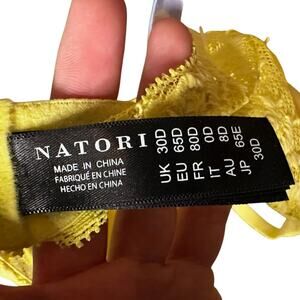 NATORI
MADE IN CHINA
FABRIQUÉ EN CHINE
HECHO EN CHINA
UK 30D
EU 65D
FR 80D
IT 0D
AU 8D
JP 65E
30D